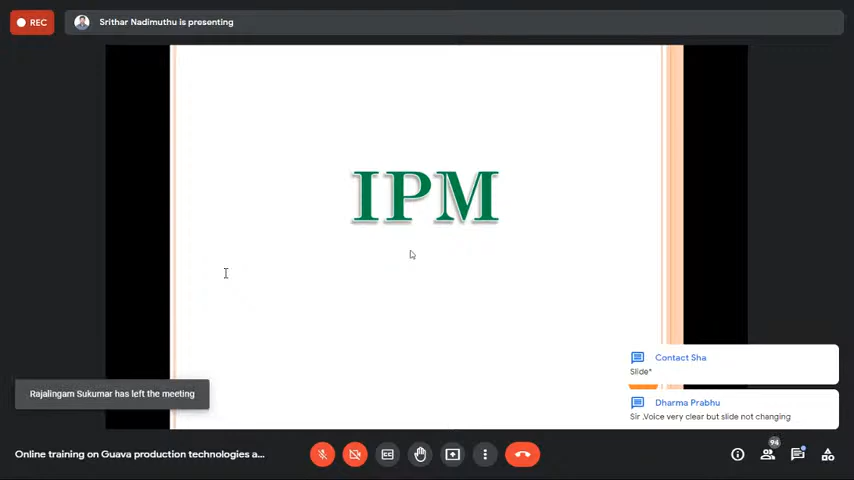 REC
Srithar Nadimuthu is presenting
IPM
Contact Sha
Slide*
Rajalingam Sukumar has left the meeting
Dharma Prabhu
Sir ,Voice very clear but slide not changing
94
Online training on Guava production technologies a...
CC